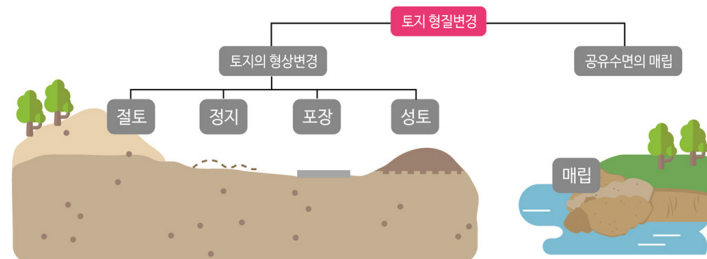 토지 형질변경
토지의 형상변경
공유수면의 매립
절토
정지
포장
성토
매립